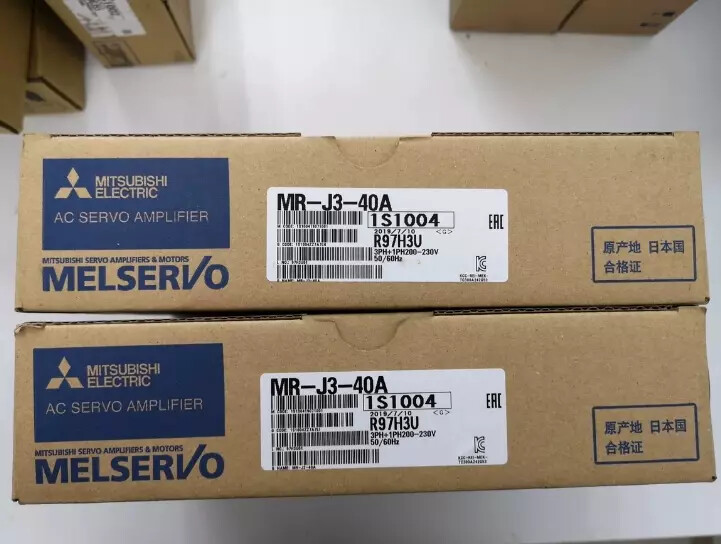 MITSUBISHI
ELECTRIC
AC SERVO AMPLIFIER
MITSUBISHI SERVO AMPLIFIERS & MOTORS
MELSERVO
MR-J3-40A
1S1004
2019/7/10 <G>
R97H3U
3PH+1PH200-230V
50/60Hz
EAC
原产地 日本国
合格证
MITSUBISHI
ELECTRIC
AC SERVO AMPLIFIER
MITSUBISHI SERVO AMPLIFIERS & MOTORS
MELSERVO
MR-J3-40A
1S1004
2019/7/10 <G>
R97H3U
3PH+1PH200-230V
50/60Hz
EAC
原产地 日本国
合格证